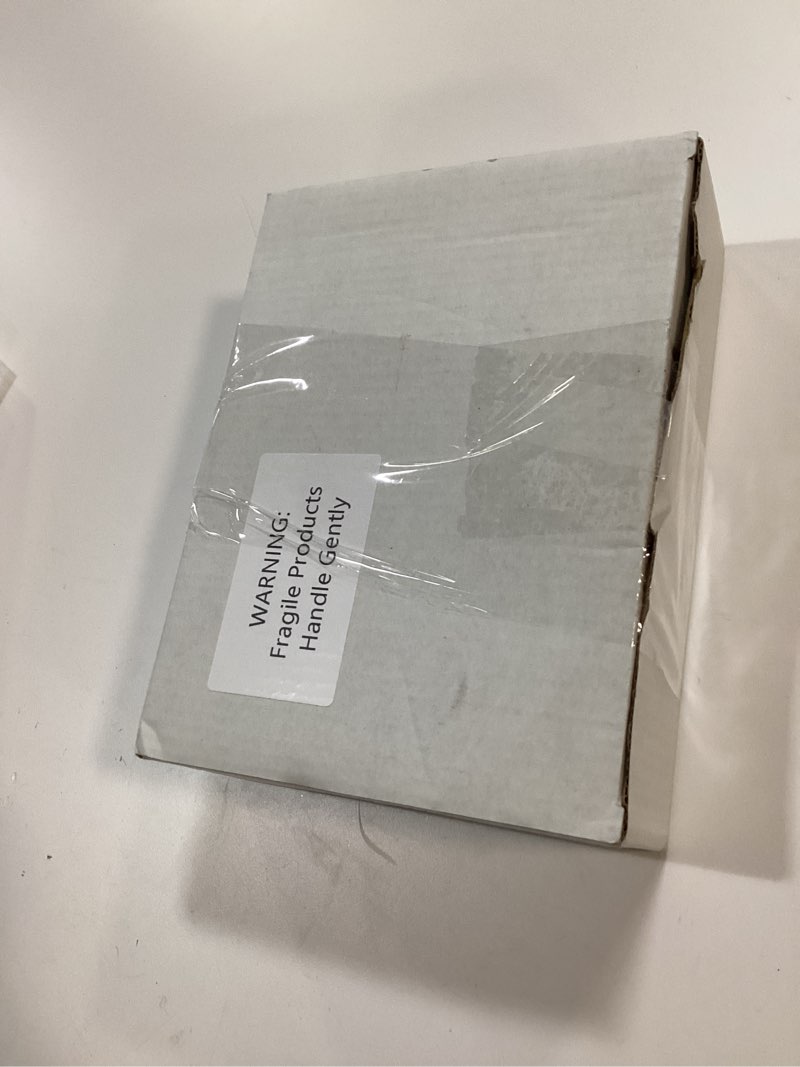 WARNING:
Fragile Products
Handle Gently